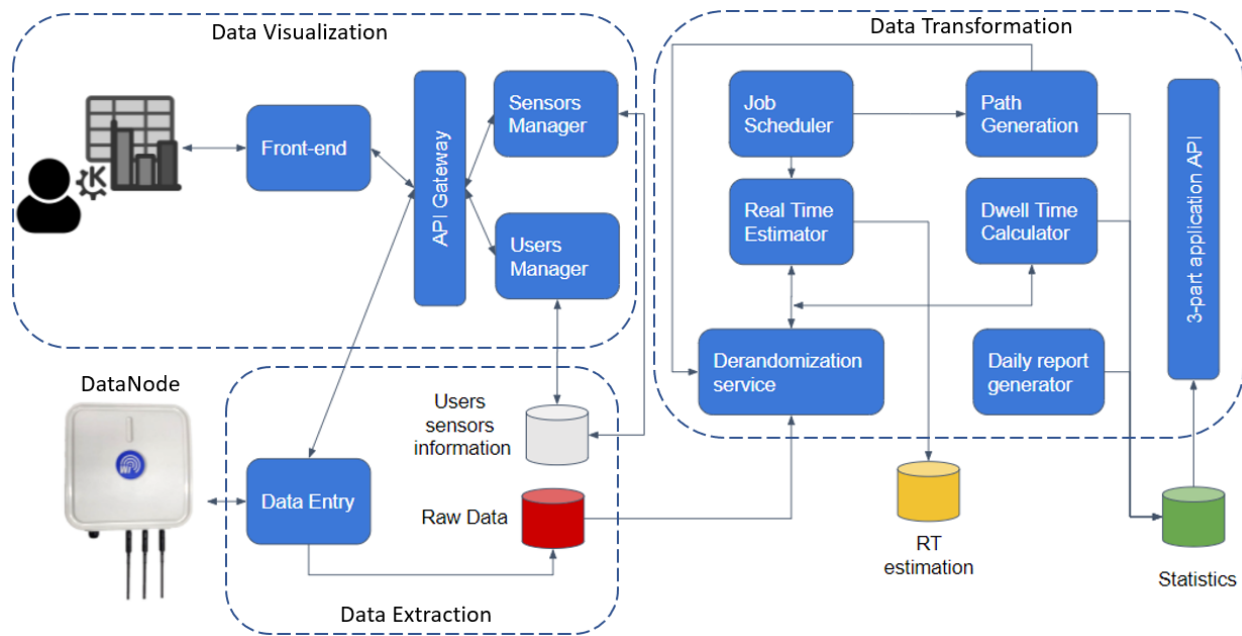 Data Visualization
Front-end
API Gateway
Sensors
Manager
Users
Manager
K
DataNode
Data Entry
Users
sensors
information
Raw Data
Data Extraction
Data Transformation
Job
Scheduler
Path
Generation
Real Time
Estimator
Dwell Time
Calculator
Derandomization
service
Daily report
generator
3-part application API
RT
estimation
Statistics